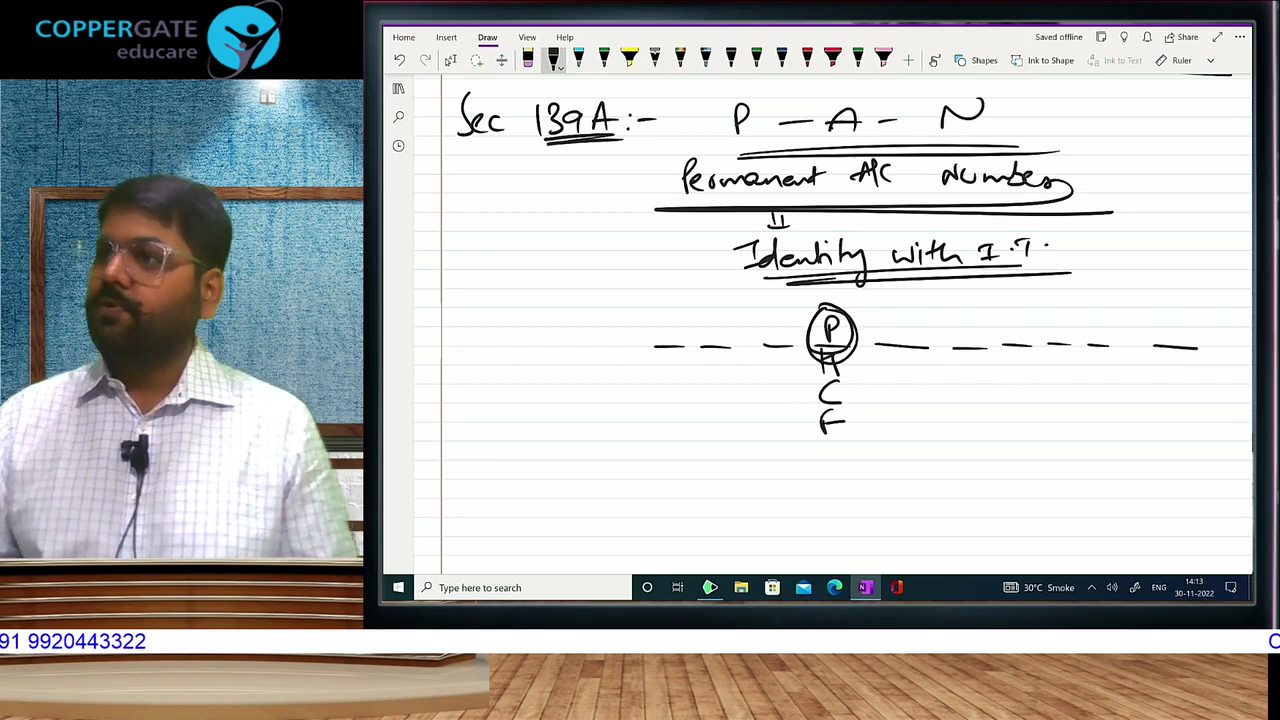 COPPERGATE
educare
Home Insert Draw View Help
Saved offline
Share
Shapes
Ink to Shape
Ink to Text
Ruler
Sec 139A:- P - A - N
Permanent A/c Number
Identity with I.T.
P
H
C
F
Type here to search
30°C Smoke
ENG
14:13
30-11-2022
91 9920443322
C